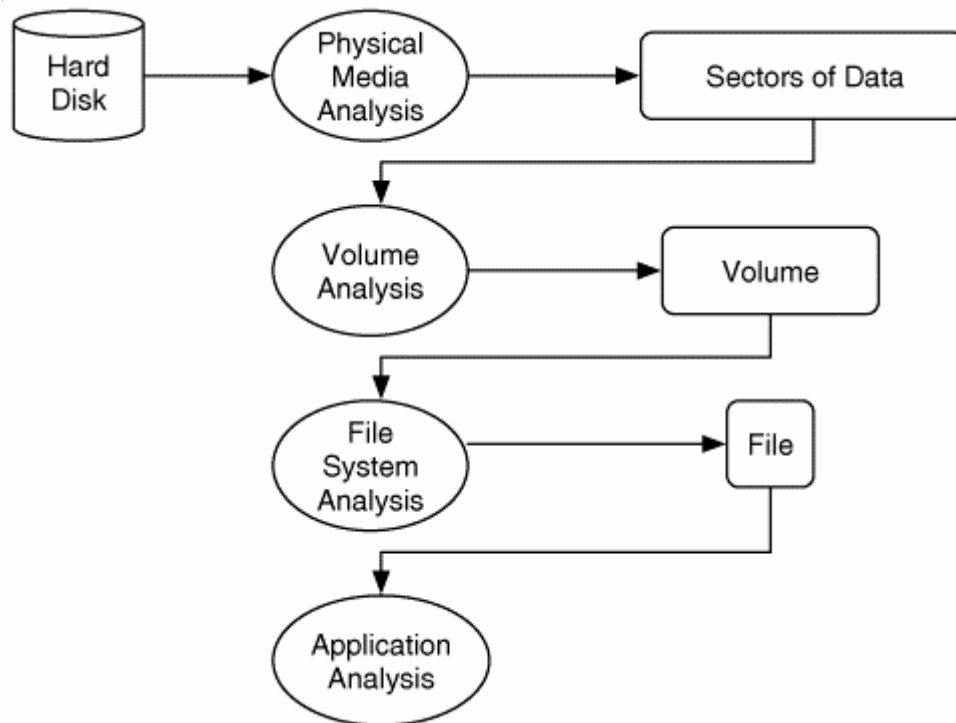 Hard
Disk
Physical
Media
Analysis
Sectors of Data
Volume
Analysis
Volume
File
System
Analysis
File
Application
Analysis